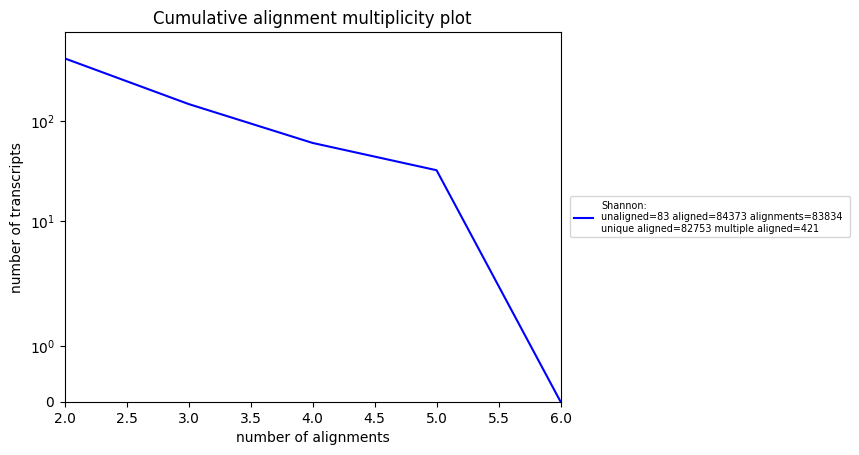 Cumulative alignment multiplicity plot
number of transcripts
10²
10¹
10⁰
0
2.0 2.5 3.0 3.5 4.0 4.5 5.0 5.5 6.0
number of alignments
Shannon:
unaligned=83 aligned=84373 alignments=83834
unique aligned=82753 multiple aligned=421